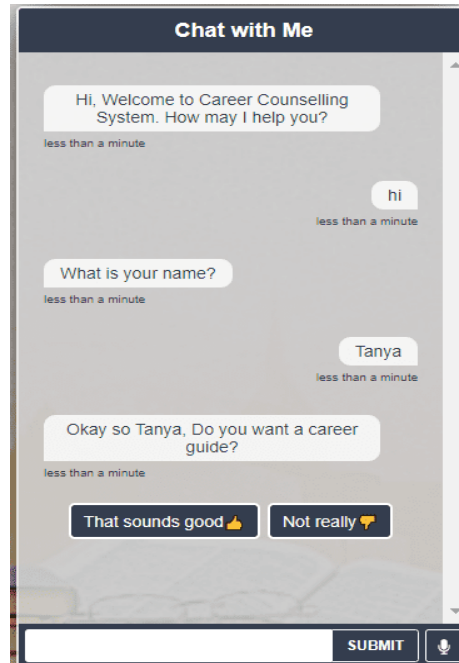 Chat with Me
Hi, Welcome to Career Counselling
System. How may I help you?
less than a minute
hi
less than a minute
What is your name?
less than a minute
Tanya
less than a minute
Okay so Tanya, Do you want a career
guide?
less than a minute
That sounds good👍 Not really👎
SUBMIT